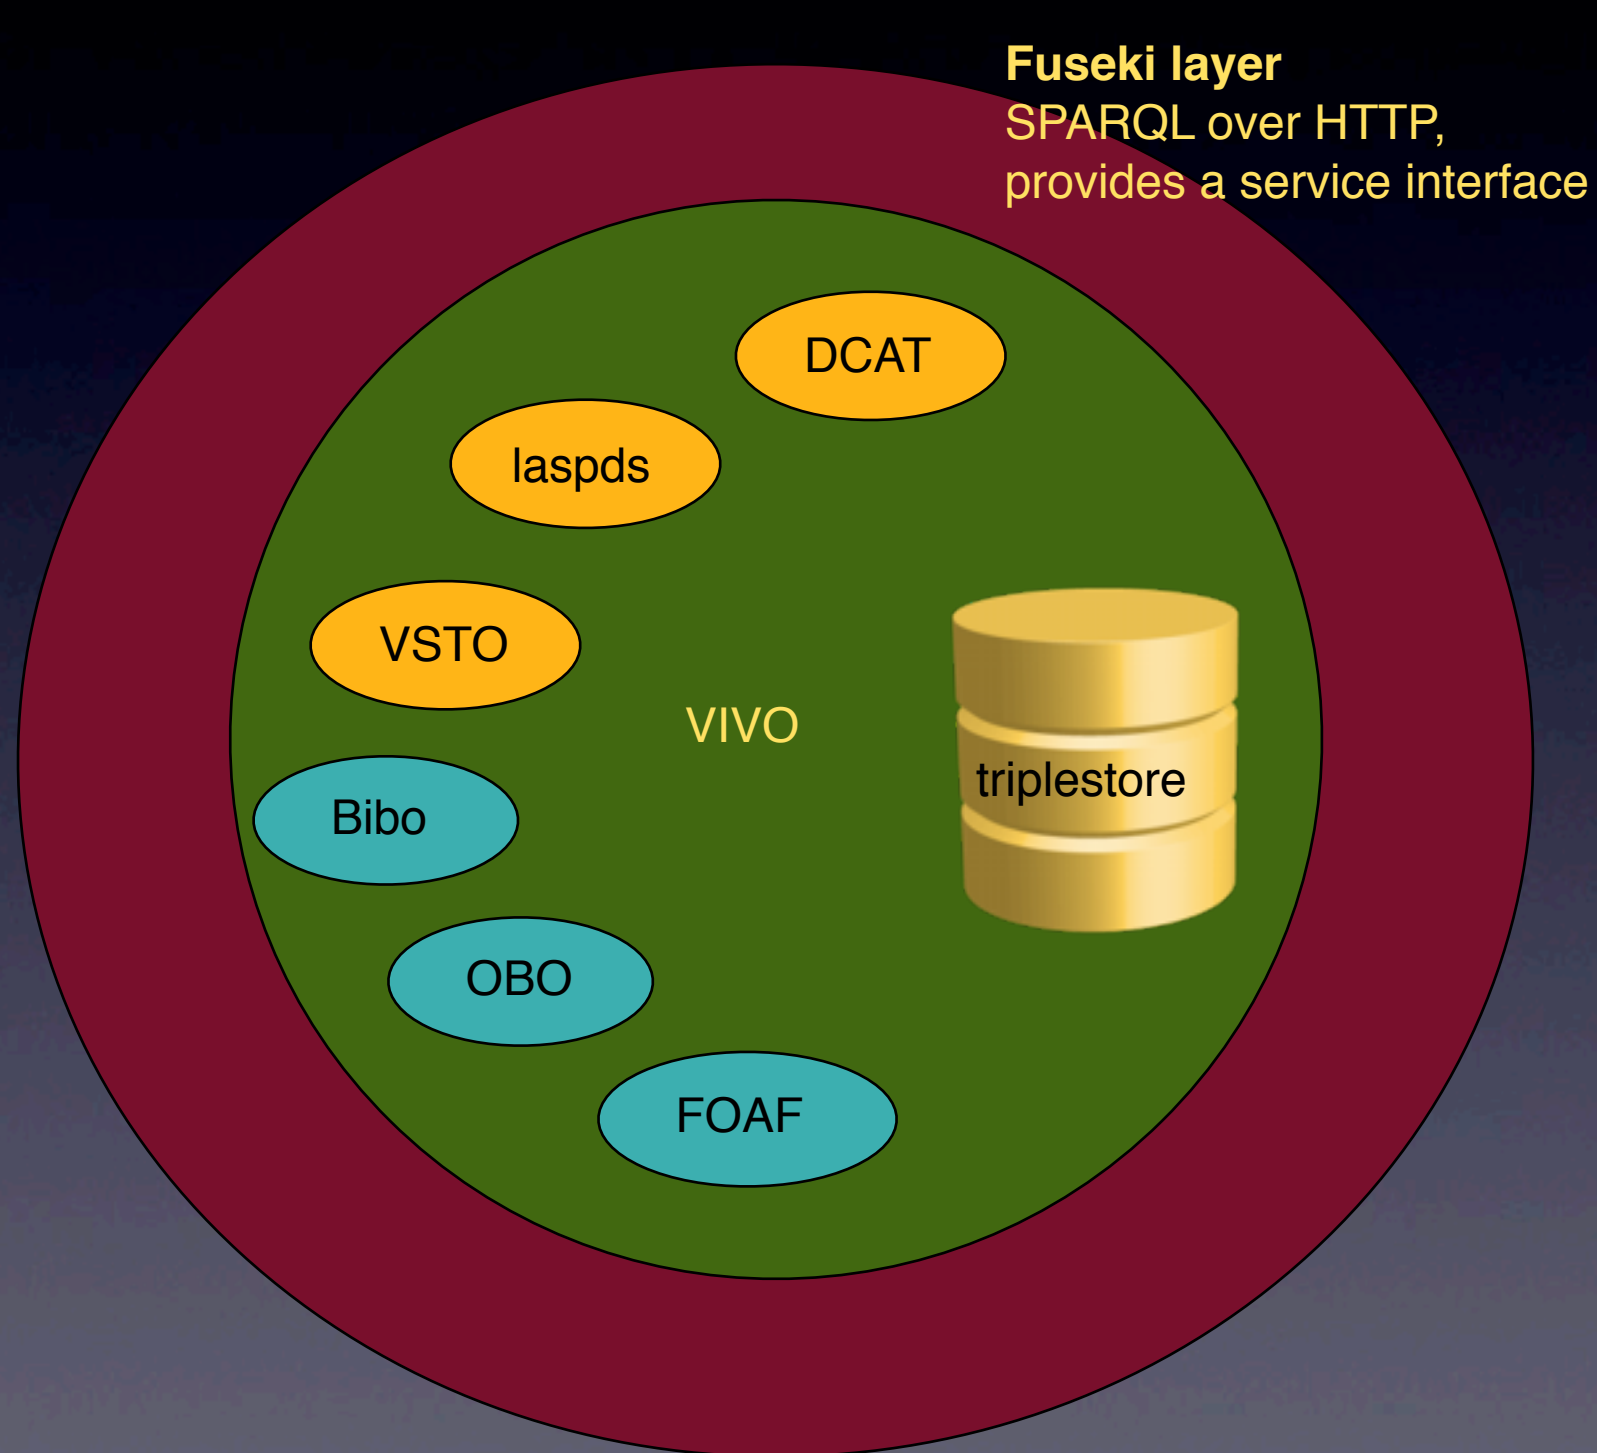 Fuseki layer
SPARQL over HTTP,
provides a service interface
DCAT
laspds
VSTO
VIVO
triplestore
Bibo
OBO
FOAF